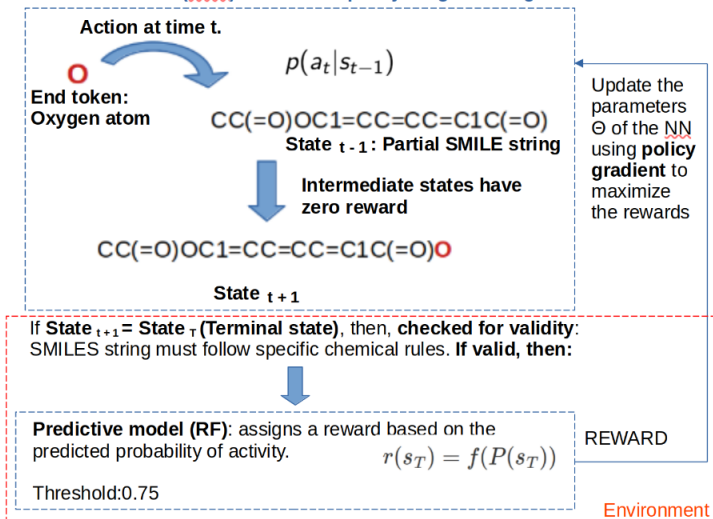 Action at time t.
p(a_t|s_{t-1})
O
End token:
Oxygen atom
CC(=O)OC1=CC=CC=C1C(=O)
State t - 1 : Partial SMILE string
Intermediate states have
zero reward
CC(=O)OC1=CC=CC=C1C(=O)O
State t + 1
Update the
parameters
Θ of the NN
using policy
gradient to
maximize
the rewards
If State t + 1 = State T (Terminal state), then, checked for validity:
SMILES string must follow specific chemical rules. If valid, then:
Predictive model (RF): assigns a reward based on the
predicted probability of activity.
r(s_T) = f(P(s_T))
Threshold:0.75
REWARD
Environment